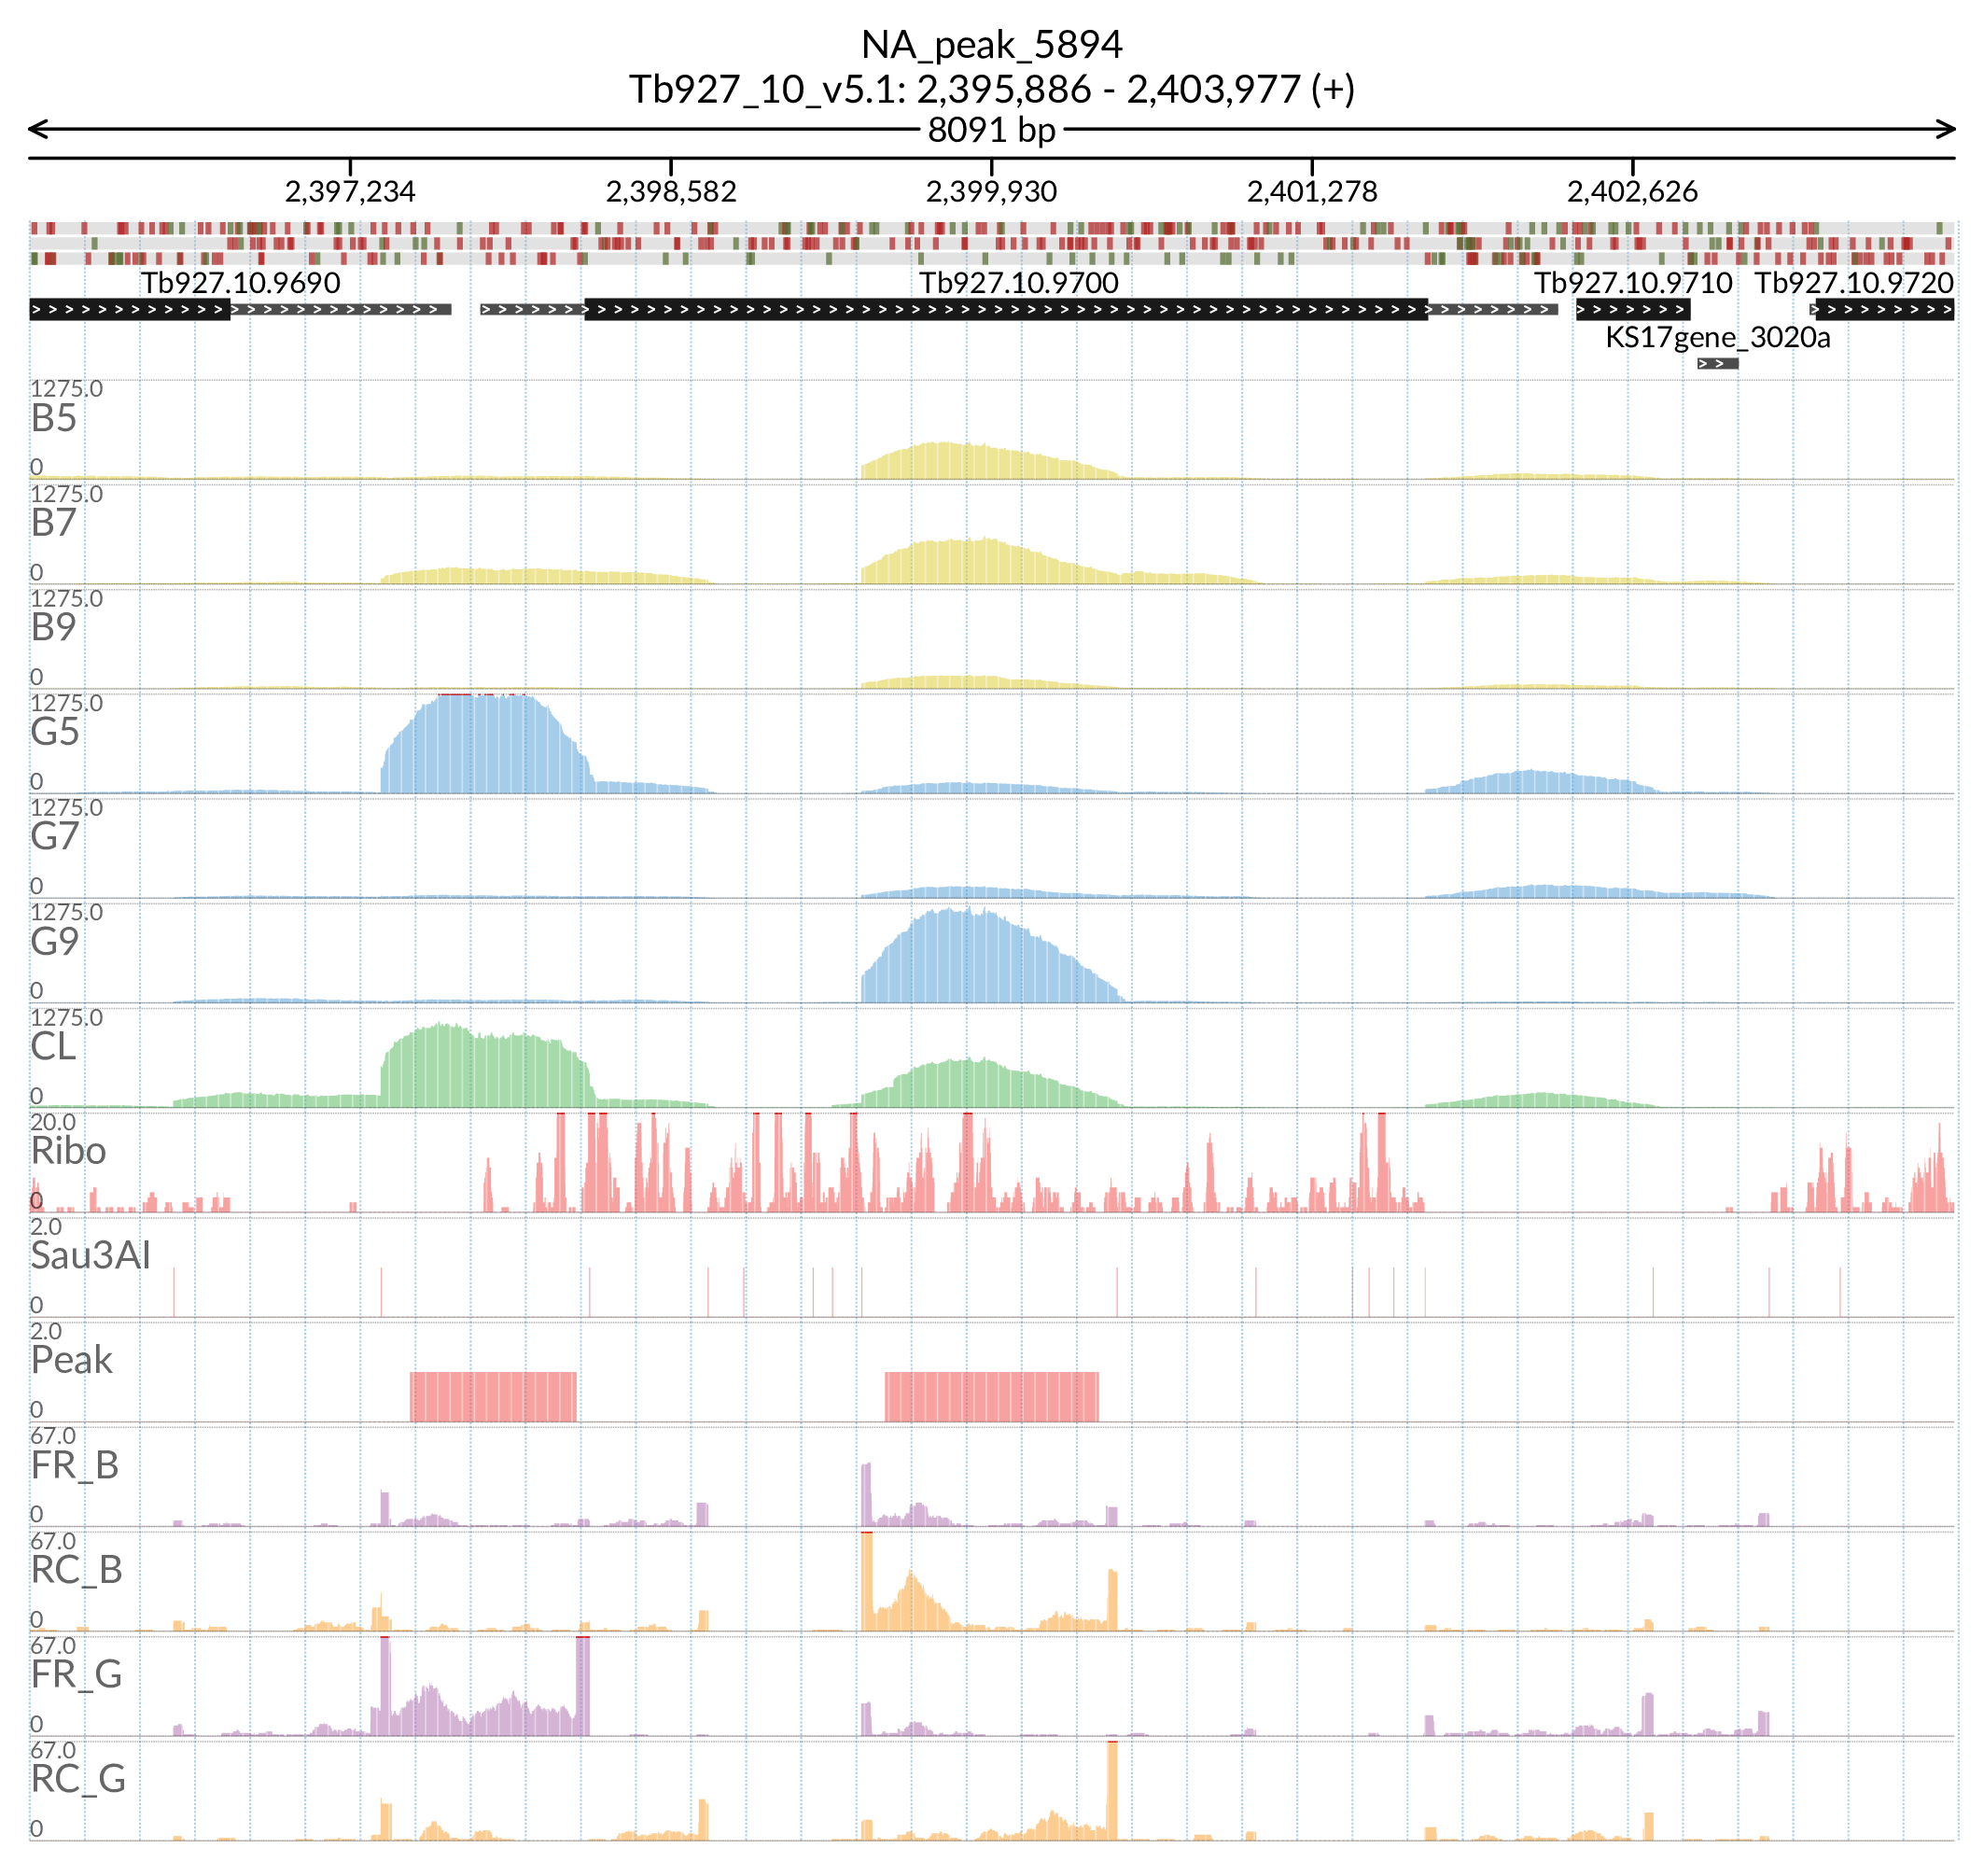 NA_peak_5894
Tb927_10_v5.1: 2,395,886 - 2,403,977 (+)
8091 bp
2,397,234 2,398,582 2,399,930 2,401,278 2,402,626
Tb927.10.9690 Tb927.10.9700 Tb927.10.9710 Tb927.10.9720
KS17gene_3020a
1275.0
B5
0
1275.0
B7
0
1275.0
B9
0
1275.0
G5
0
1275.0
G7
0
1275.0
G9
0
1275.0
CL
0
20.0
Ribo
0
2.0
Sau3AI
0
2.0
Peak
0
67.0
FR_B
0
67.0
RC_B
0
67.0
FR_G
0
67.0
RC_G
0